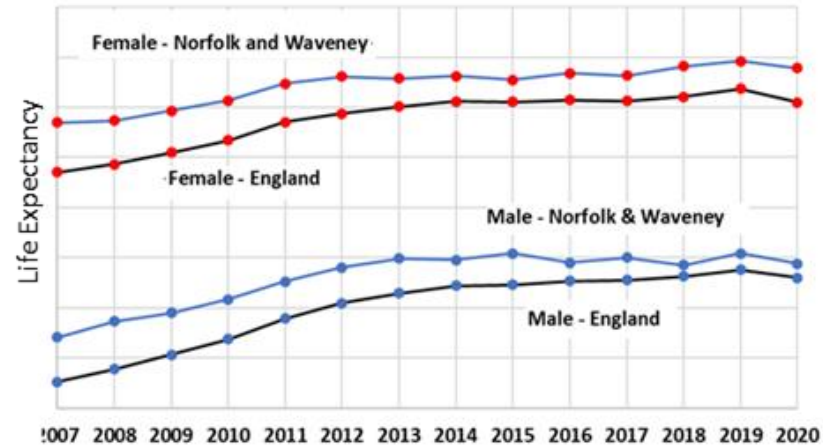 Female - Norfolk and Waveney
Female - England
Life Expectancy
Male - Norfolk & Waveney
Male - England
2007 2008 2009 2010 2011 2012 2013 2014 2015 2016 2017 2018 2019 2020